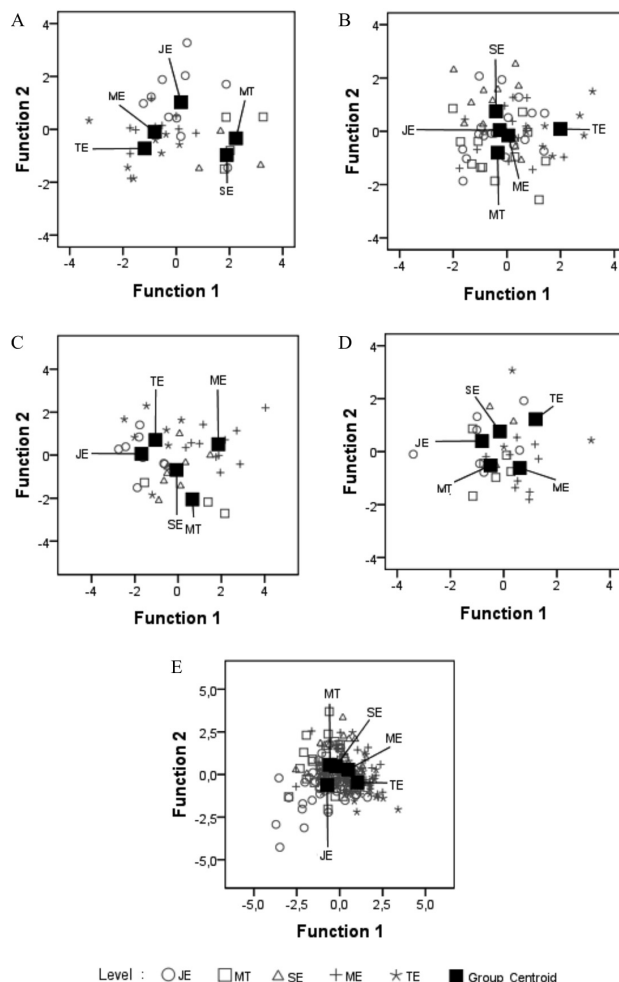 A
4
2
0
-2
-4
Function 2
JE
MT
ME
TE
SE
-4 -2 0 2 4
Function 1
B
4
2
0
-2
-4
Function 2
SE
JE
TE
ME
MT
-4 -2 0 2 4
Function 1
C
4
2
0
-2
-4
Function 2
TE
ME
JE
SE
MT
-4 -2 0 2 4
Function 1
D
4
2
0
-2
-4
Function 2
SE
TE
JE
MT
ME
-4 -2 0 2 4
Function 1
E
5,0
2,5
0,0
-2,5
-5,0
Function 2
MT
SE
ME
TE
JE
-5,0 -2,5 0,0 2,5 5,0
Function 1
Level : JE MT SE ME TE Group Centroid